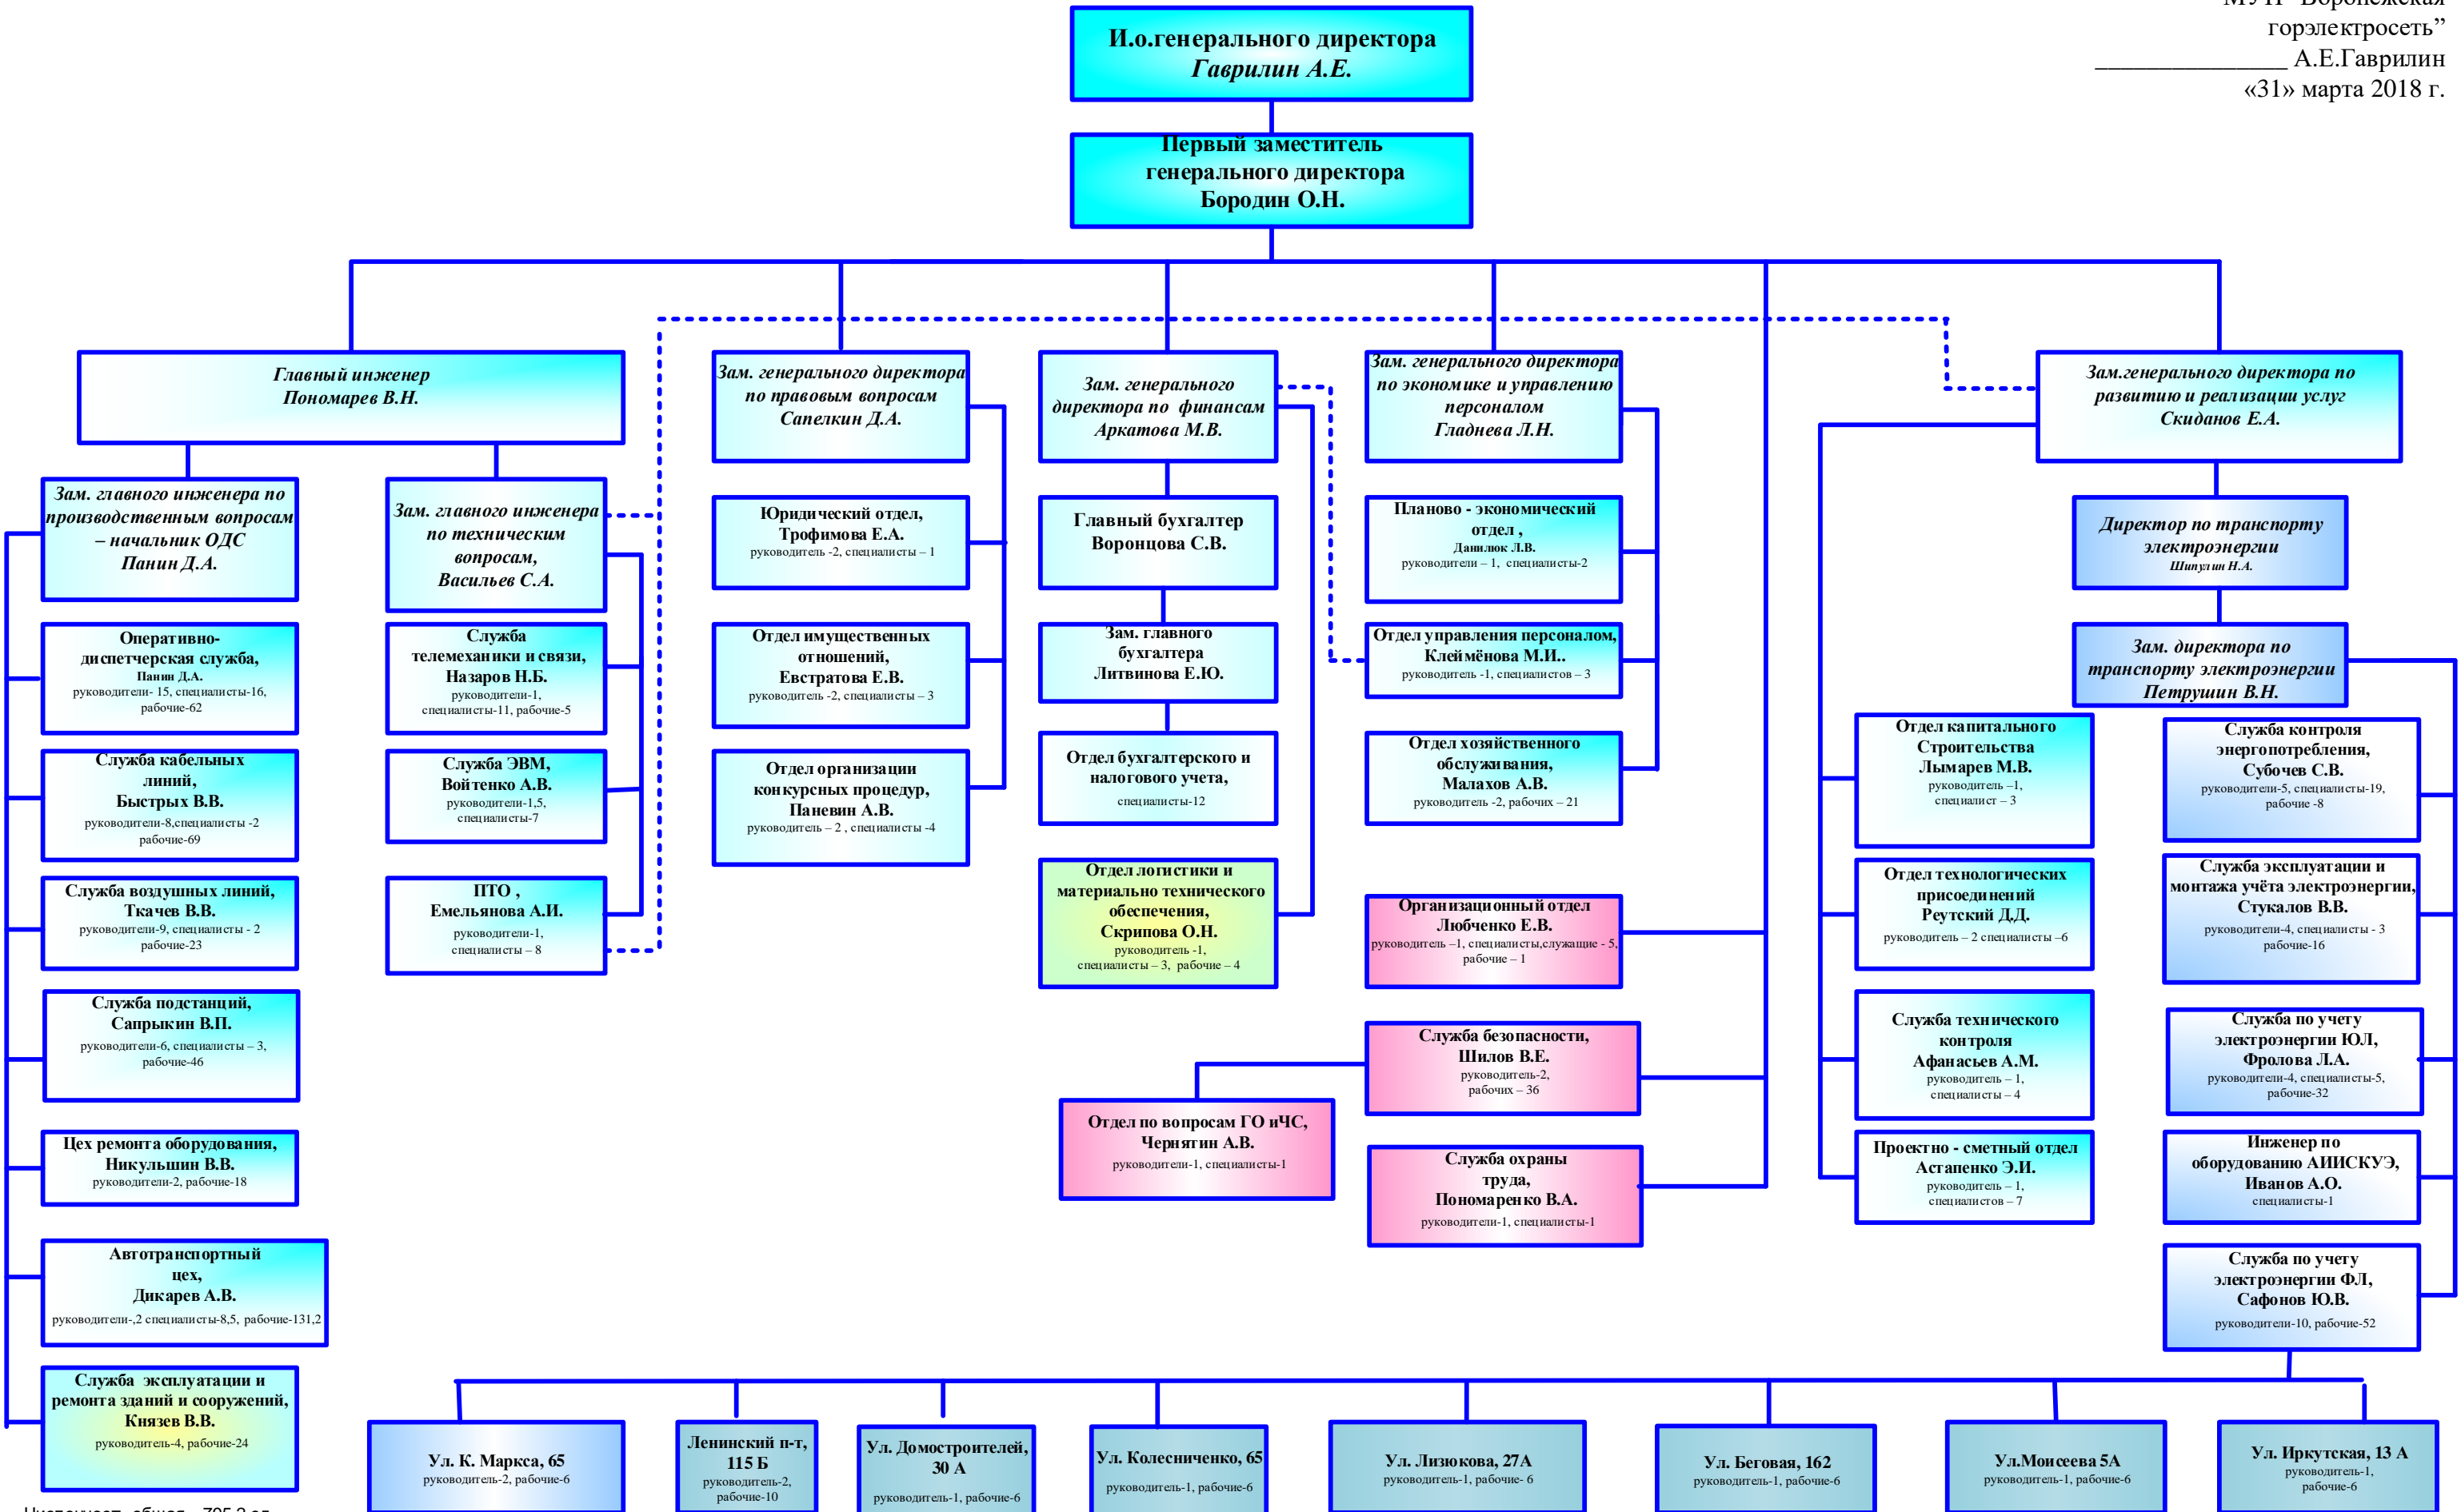 МУП "Воронежская
горэлектросеть”
_______________ А.Е.Гаврилин
«31» марта 2018 г.
И.о.генерального директора
Гаврилин А.Е.
Первый заместитель
генерального директора
Бородин О.Н.
Главный инженер
Пономарев В.Н.
Зам. генерального директора
по правовым вопросам
Сапелкин Д.А.
Зам. генерального
директора по финансам
Аркатова М.В.
Зам. генерального директора
по экономике и управлению
персоналом
Гладнева Л.Н.
Зам.генерального директора по
развитию и реализации услуг
Скиданов Е.А.
Зам. главного инженера по
производственным вопросам
– начальник ОДС
Панин Д.А.
Зам. главного инженера
по техническим
вопросам,
Васильев С.А.
Юридический отдел,
Трофимова Е.А.
руководитель -2, специалисты – 1
Главный бухгалтер
Воронцова С.В.
Планово - экономический
отдел ,
Данилюк Л.В.
руководители – 1, специалисты-2
Директор по транспорту
электроэнергии
Шипулин Н.А.
Оперативно-
диспетчерская служба,
Панин Д.А.
руководители- 15, специалисты-16,
рабочие-62
Служба
телемеханики и связи,
Назаров Н.Б.
руководители-1,
специалисты-11, рабочие-5
Отдел имущественных
отношений,
Евстратова Е.В.
руководитель -2, специалисты – 3
Зам. главного
бухгалтера
Литвинова Е.Ю.
Отдел управления персоналом,
Клеймёнова М.И..
руководитель -1, специалистов – 3
Зам. директора по
транспорту электроэнергии
Петрушин В.Н.
Служба кабельных
линий,
Быстрых В.В.
руководители-8,специалисты -2
рабочие-69
Служба ЭВМ,
Войтенко А.В.
руководители-1,5,
специалисты-7
Отдел организации
конкурсных процедур,
Паневин А.В.
руководитель – 2 , специалисты -4
Отдел бухгалтерского и
налогового учета,
специалисты-12
Отдел хозяйственного
обслуживания,
Малахов А.В.
руководитель -2, рабочих – 21
Отдел капитального
Строительства
Лымарев М.В.
руководитель –1,
специалист – 3
Служба контроля
энергопотребления,
Субочев С.В.
руководители-5, специалисты-19,
рабочие -8
Служба воздушных линий,
Ткачев В.В.
руководители-9, специалисты - 2
рабочие-23
ПТО ,
Емельянова А.И.
руководители-1,
специалисты – 8
Отдел логистики и
материально технического
обеспечения,
Скрипова О.Н.
руководитель -1,
специалисты – 3, рабочие – 4
Организационный отдел
Любченко Е.В.
руководитель –1, специалисты,служащие - 5,
рабочие – 1
Отдел технологических
присоединений
Реутский Д.Д.
руководитель – 2 специалисты –6
Служба эксплуатации и
монтажа учёта электроэнергии,
Стукалов В.В.
руководители-4, специалисты - 3
рабочие-16
Служба подстанций,
Сапрыкин В.П.
руководители-6, специалисты – 3,
рабочие-46
Служба безопасности,
Шилов В.Е.
руководитель-2,
рабочих – 36
Служба технического
контроля
Афанасьев А.М.
руководитель – 1,
специалисты – 4
Служба по учету
электроэнергии ЮЛ,
Фролова Л.А.
руководители-4, специалисты-5,
рабочие-32
Цех ремонта оборудования,
Никульшин В.В.
руководители-2, рабочие-18
Отдел по вопросам ГО иЧС,
Чернятин А.В.
руководители-1, специалисты-1
Служба охраны
труда,
Пономаренко В.А.
руководители-1, специалисты-1
Проектно - сметный отдел
Астапенко Э.И.
руководитель – 1,
специалистов – 7
Инженер по
оборудованию АИИСКУЭ,
Иванов А.О.
специалисты-1
Автотранспортный
цех,
Дикарев А.В.
руководители-,2 специалисты-8,5, рабочие-131,2
Служба по учету
электроэнергии ФЛ,
Сафонов Ю.В.
руководители-10, рабочие-52
Служба эксплуатации и
ремонта зданий и сооружений,
Князев В.В.
руководитель-4, рабочие-24
Ул. К. Маркса, 65
руководитель-2, рабочие-6
Ленинский п-т,
115 Б
руководитель-2,
рабочие-10
Ул. Домостроителей,
30 А
руководитель-1, рабочие-6
Ул. Колесниченко, 65
руководитель-1, рабочие-6
Ул. Лизюкова, 27А
руководитель-1, рабочие- 6
Ул. Беговая, 162
руководитель-1, рабочие-6
Ул.Моисеева 5А
руководитель-1, рабочие-6
Ул. Иркутская, 13 А
руководитель-1,
рабочие-6